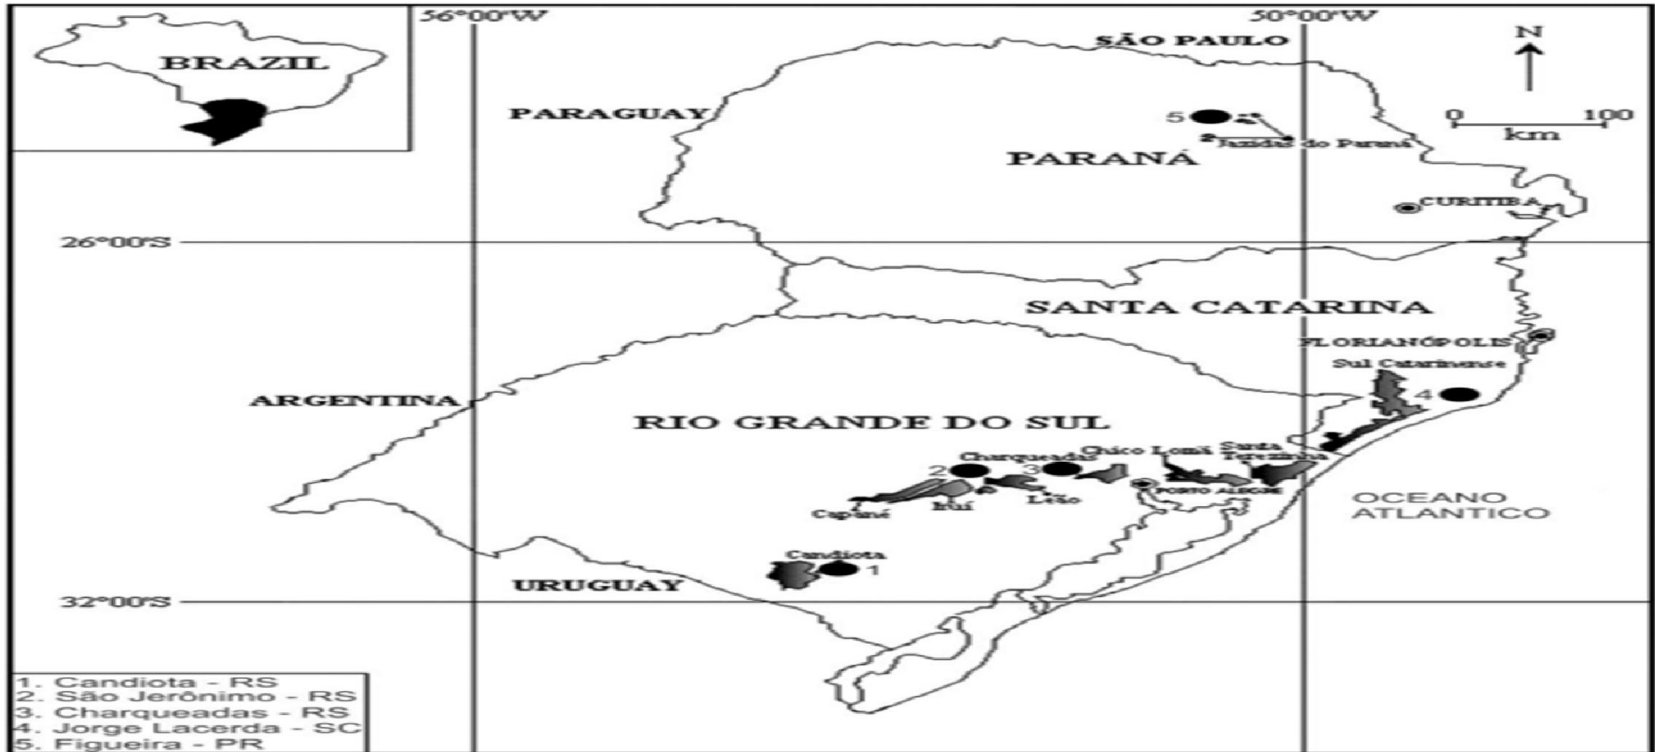 56°00'W
50°00'W
BRAZIL
SÃO PAULO
N
PARAGUAY
5
0
100
km
Jazidas do Paraná
PARANÁ
CURITIBA
26°00'S
SANTA CATARINA
FLORIANÓPOLIS
Sul Catarinense
4
ARGENTINA
RIO GRANDE DO SUL
Charqueadas
Chico Lomã
Santa
Terezinha
2
3
PORTO ALEGRE
Capané
Iruí
Leão
OCEANO
ATLANTICO
Candiota
1
URUGUAY
32°00'S
1. Candiota - RS
2. São Jerônimo - RS
3. Charqueadas - RS
4. Jorge Lacerda - SC
5. Figueira - PR